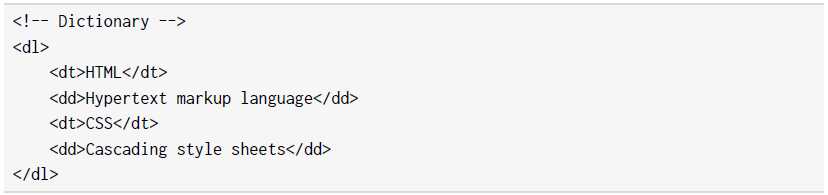 <!-- Dictionary -->
<dl>
    <dt>HTML</dt>
    <dd>Hypertext markup language</dd>
    <dt>CSS</dt>
    <dd>Cascading style sheets</dd>
</dl>